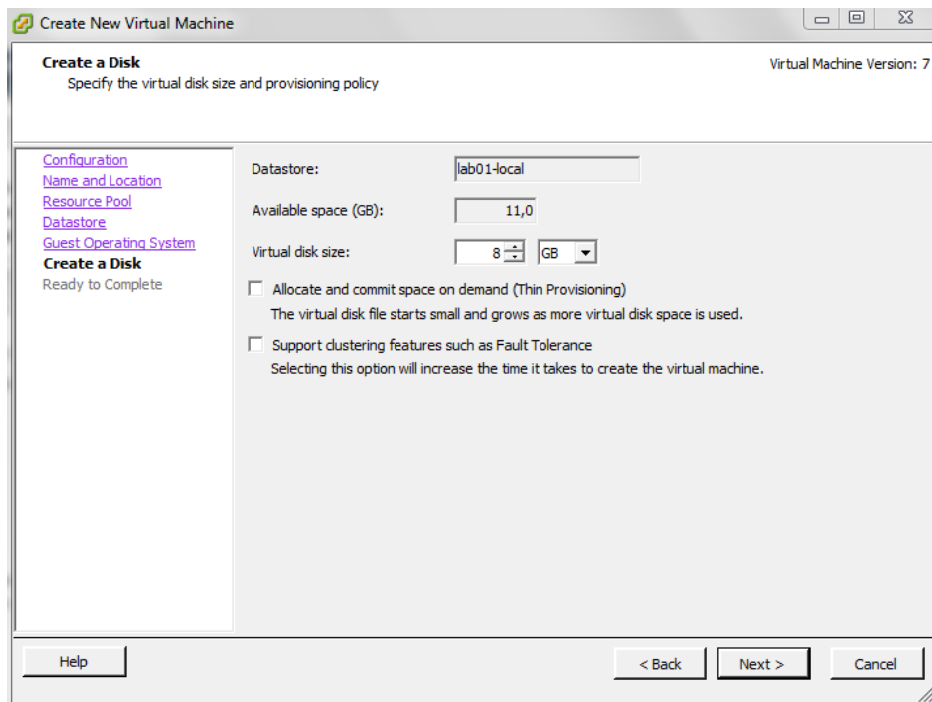 Create New Virtual Machine
Create a Disk
Specify the virtual disk size and provisioning policy
Virtual Machine Version: 7
Configuration
Name and Location
Resource Pool
Datastore
Guest Operating System
Create a Disk
Ready to Complete
Datastore: lab01-local
Available space (GB): 11,0
Virtual disk size: 8 GB
Allocate and commit space on demand (Thin Provisioning)
The virtual disk file starts small and grows as more virtual disk space is used.
Support clustering features such as Fault Tolerance
Selecting this option will increase the time it takes to create the virtual machine.
Help
< Back
Next >
Cancel